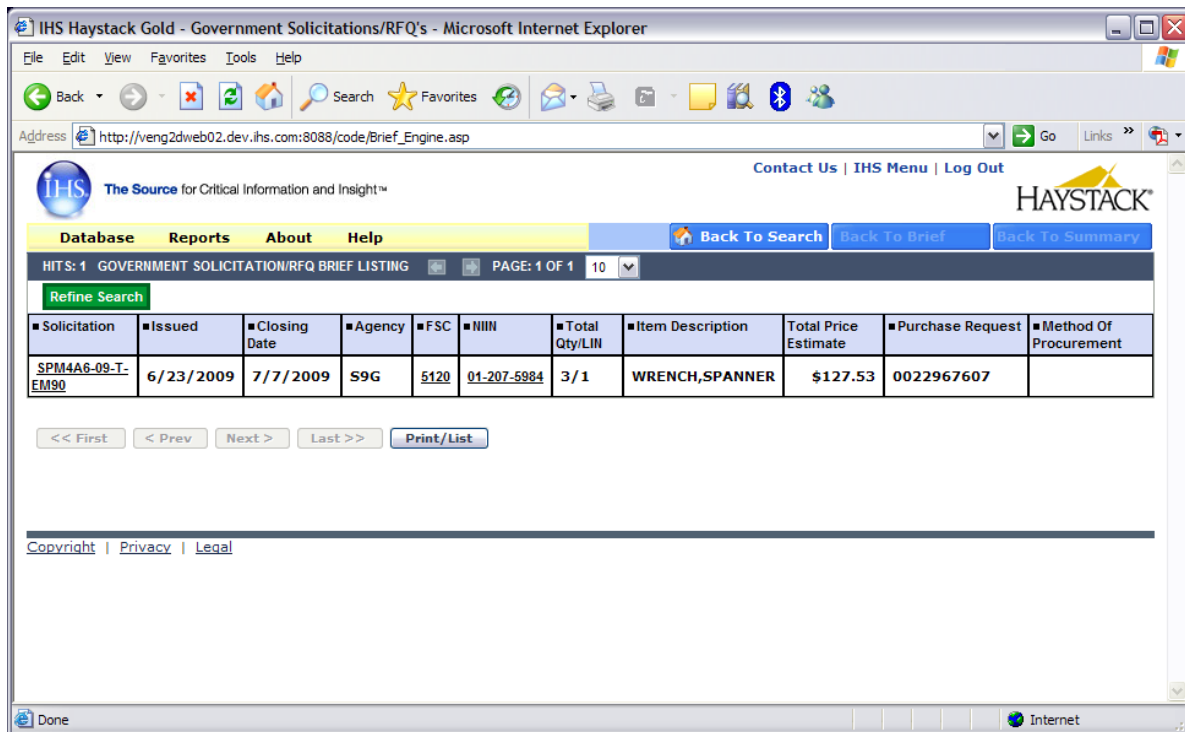 IHS Haystack Gold - Government Solicitations/RFQ's - Microsoft Internet Explorer
File Edit View Favorites Tools Help
Back Search Favorites
Address http://veng2dweb02.dev.ihs.com:8088/code/Brief_Engine.asp Go Links »
Contact Us | IHS Menu | Log Out
IHS The Source for Critical Information and Insight™ HAYSTACK®
Database Reports About Help Back To Search Back To Brief Back To Summary
HITS: 1 GOVERNMENT SOLICITATION/RFQ BRIEF LISTING PAGE: 1 OF 1 10
Refine Search
Solicitation Issued Closing Date Agency FSC NIIN Total Qty/LIN Item Description Total Price Estimate Purchase Request Method Of Procurement
SPM4A6-09-T-EM90 6/23/2009 7/7/2009 S9G 5120 01-207-5984 3/1 WRENCH,SPANNER $127.53 0022967607
<< First < Prev Next > Last >> Print/List
Copyright | Privacy | Legal
Done Internet